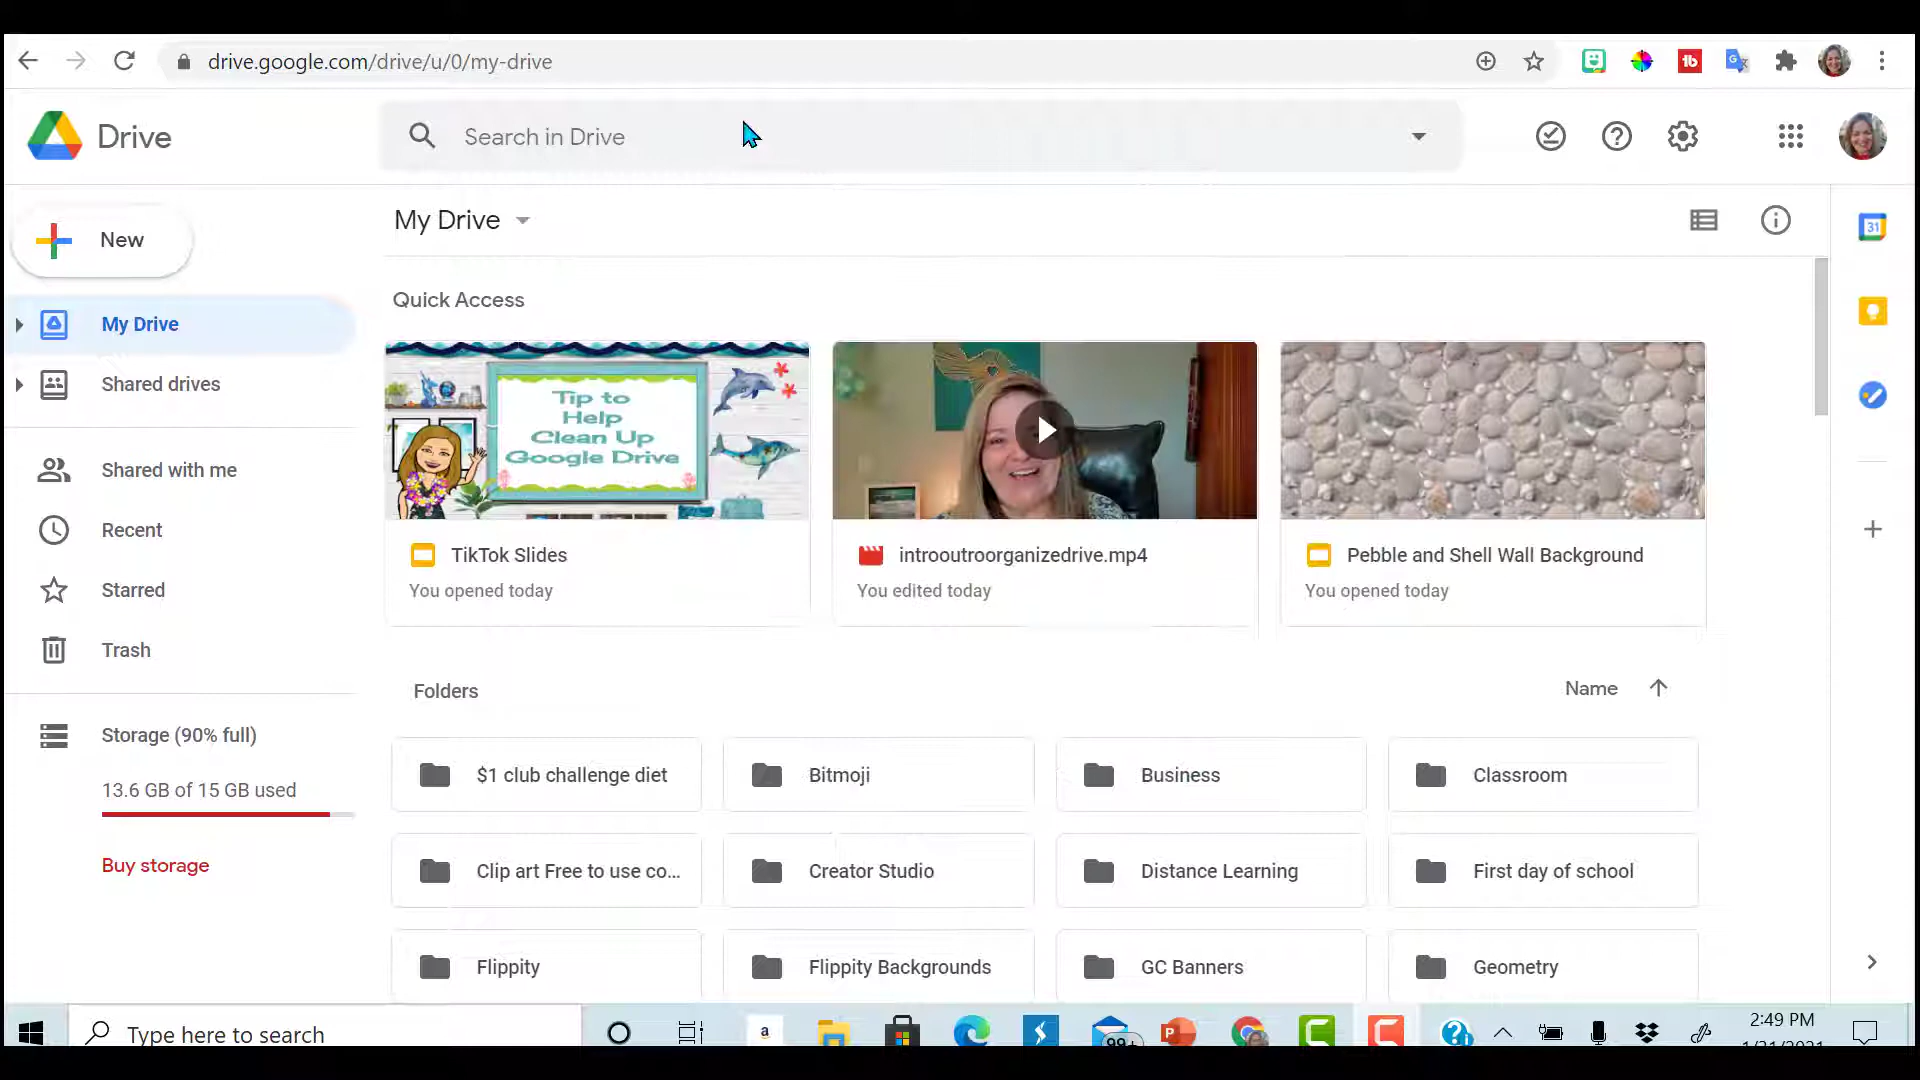 drive.google.com/drive/u/0/my-drive
Drive
Search in Drive
New
My Drive
Shared drives
Shared with me
Recent
Starred
Trash
Storage (90% full)
13.6 GB of 15 GB used
Buy storage
My Drive
31
Quick Access
Tip to
Help
Clean Up
Google Drive
TikTok Slides
You opened today
introoutroorganizedrive.mp4
You edited today
Pebble and Shell Wall Background
You opened today
Folders
Name
$1 club challenge diet
Bitmoji
Business
Classroom
Clip art Free to use co...
Creator Studio
Distance Learning
First day of school
Flippity
Flippity Backgrounds
GC Banners
Geometry
Type here to search
a
99+
2:49 PM
1/31/2021